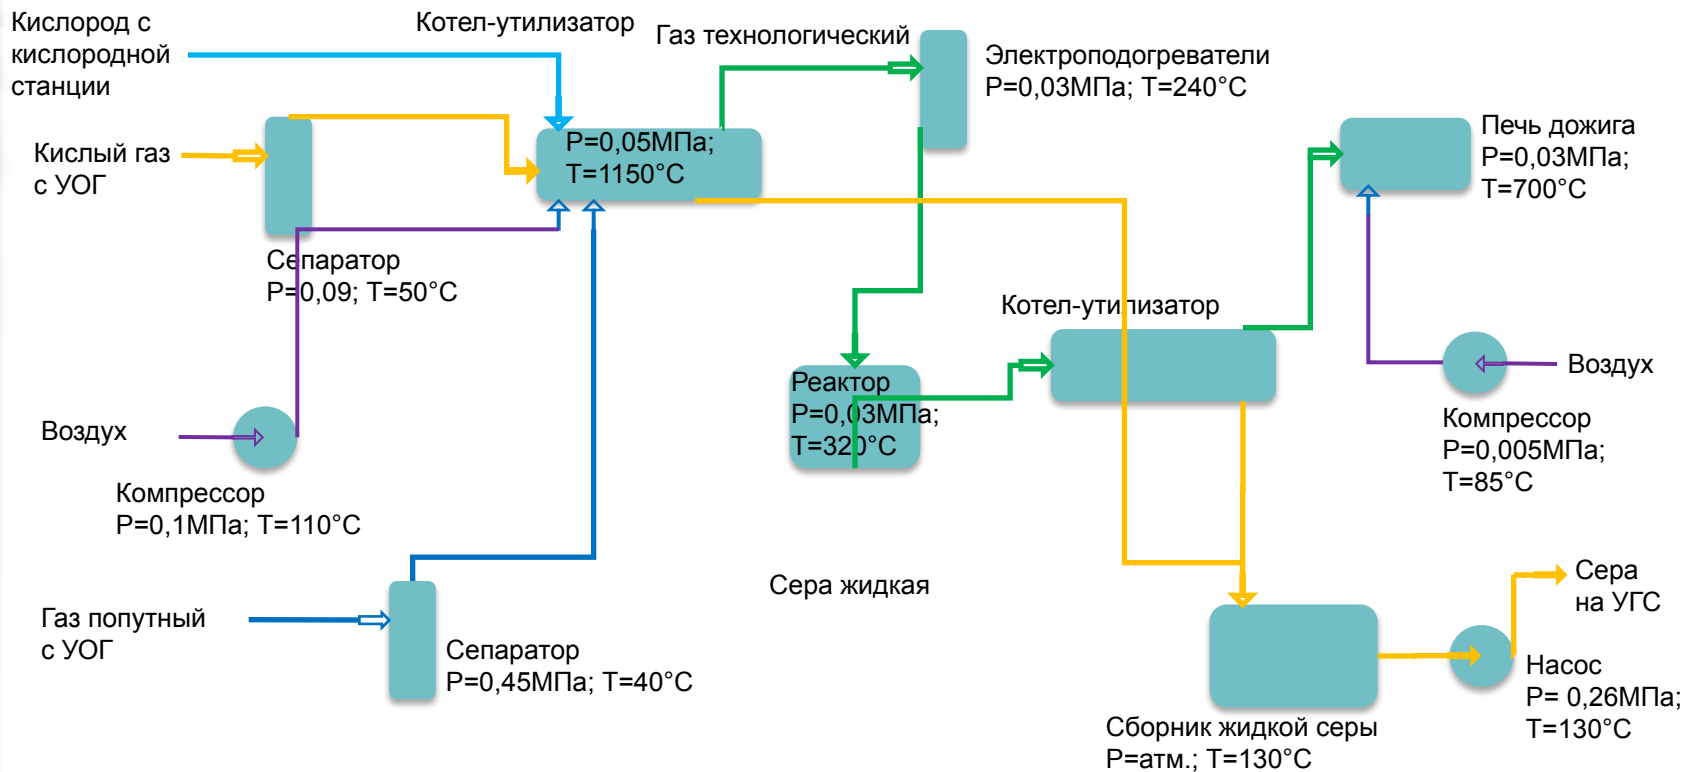 Кислород с
кислородной
станции
Котел-утилизатор
Газ технологический
Электроподогреватели
Р=0,03МПа; Т=240°С
Печь дожига
Р=0,03МПа;
Т=700°С
Кислый газ
с УОГ
Р=0,05МПа;
Т=1150°С
Сепаратор
Р=0,09; Т=50°С
Котел-утилизатор
Реактор
Р=0,03МПа;
Т=320°С
Воздух
Компрессор
Р=0,005МПа;
Т=85°С
Воздух
Компрессор
Р=0,1МПа; Т=110°С
Сера жидкая
Сера
на УГС
Газ попутный
с УОГ
Сепаратор
Р=0,45МПа; Т=40°С
Насос
Р= 0,26МПа;
Т=130°С
Сборник жидкой серы
Р=атм.; Т=130°С